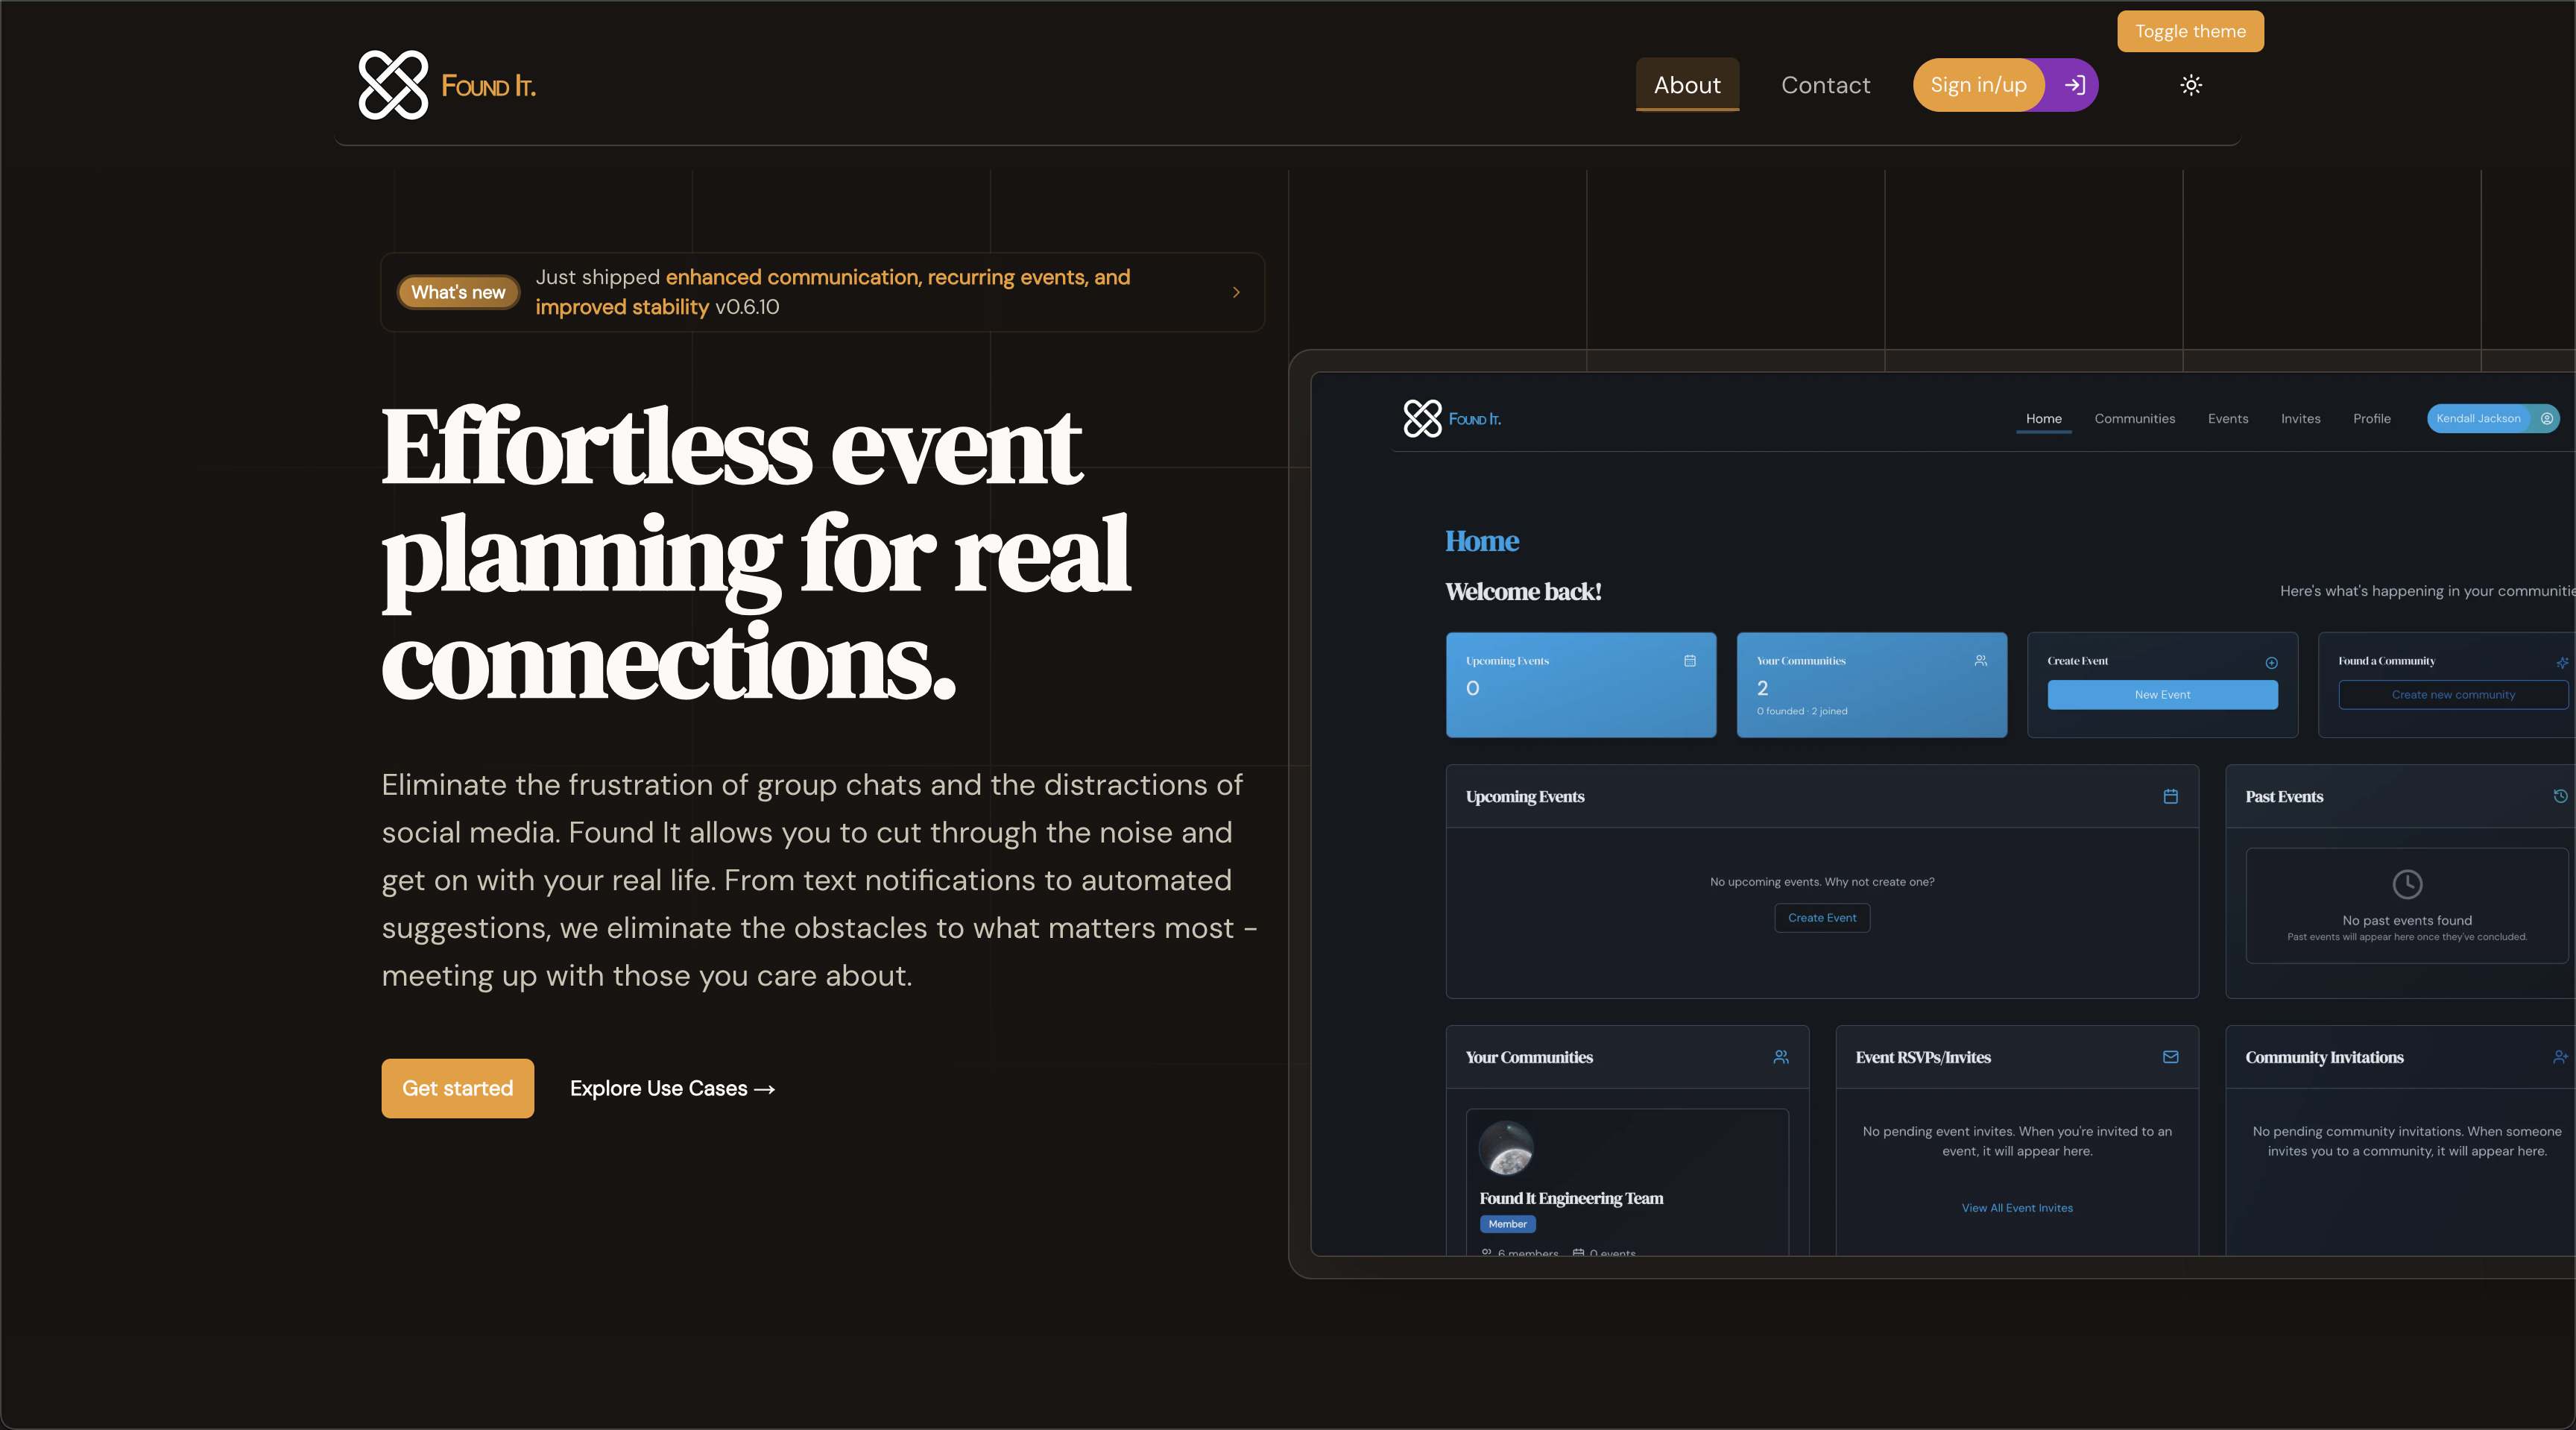 Toggle theme
Found It.
About
Contact
Sign in/up
What's new
Just shipped enhanced communication, recurring events, and
improved stability v0.6.10
Effortless event
planning for real
connections.
Eliminate the frustration of group chats and the distractions of
social media. Found It allows you to cut through the noise and
get on with your real life. From text notifications to automated
suggestions, we eliminate the obstacles to what matters most -
meeting up with those you care about.
Get started
Explore Use Cases →
Found It.
Home
Communities
Events
Invites
Profile
Kendall Jackson
Home
Welcome back!
Here's what's happening in your
Upcoming Events
0
Your Communities
2
0 founded · 2 joined
Create Event
New Event
Found a Community
Create new community
Upcoming Events
No upcoming events. Why not create one?
Create Event
Past Events
No past events found
Past events will appear here once they've concluded.
Your Communities
Found It Engineering Team
Member
6 members
0 events
Event RSVPs/Invites
No pending event invites. When you're invited to an
event, it will appear here.
View All Event Invites
Community Invitations
No pending community invitations. When someone
invites you to a community, it will appear here.